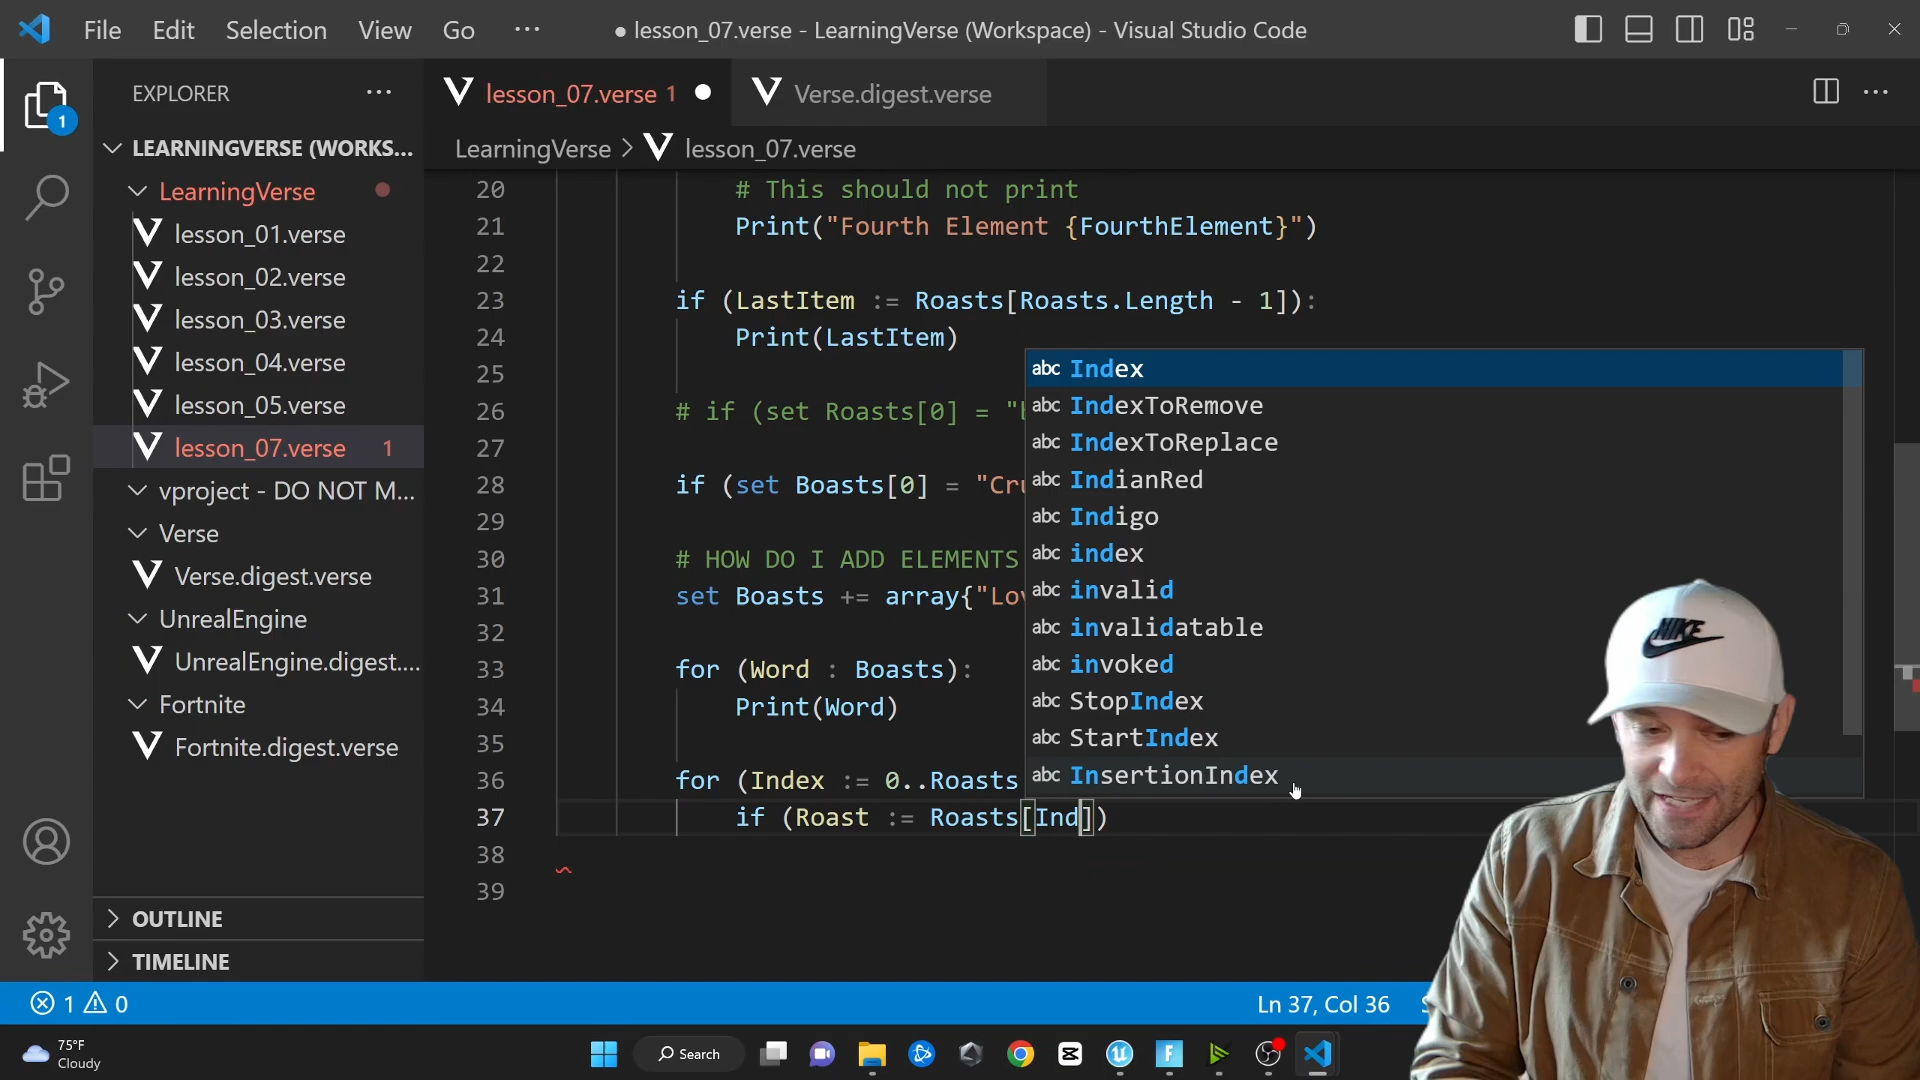 File Edit Selection View Go ··· ● lesson_07.verse - LearningVerse (Workspace) - Visual Studio Code
EXPLORER ···
lesson_07.verse 1 ● Verse.digest.verse
LearningVerse > lesson_07.verse
LEARNINGVERSE (WORKS...
LearningVerse
lesson_01.verse
lesson_02.verse
lesson_03.verse
lesson_04.verse
lesson_05.verse
lesson_07.verse 1
vproject - DO NOT M...
Verse
Verse.digest.verse
UnrealEngine
UnrealEngine.digest....
Fortnite
Fortnite.digest.verse
OUTLINE
TIMELINE
1
20 # This should not print
21 Print("Fourth Element {FourthElement}")
22
23 if (LastItem := Roasts[Roasts.Length - 1]):
24 Print(LastItem)
25
26 # if (set Roasts[0] = "
27
28 if (set Boasts[0] = "Cru
29
30 # HOW DO I ADD ELEMENTS
31 set Boasts += array{"Lov
32
33 for (Word : Boasts):
34 Print(Word)
35
36 for (Index := 0..Roasts
37 if (Roast := Roasts[Ind])
38
39
abc Index
abc IndexToRemove
abc IndexToReplace
abc IndianRed
abc Indigo
abc index
abc invalid
abc invalidatable
abc invoked
abc StopIndex
abc StartIndex
abc InsertionIndex
NIKE
1 0 Ln 37, Col 36
75°F
Cloudy
Search